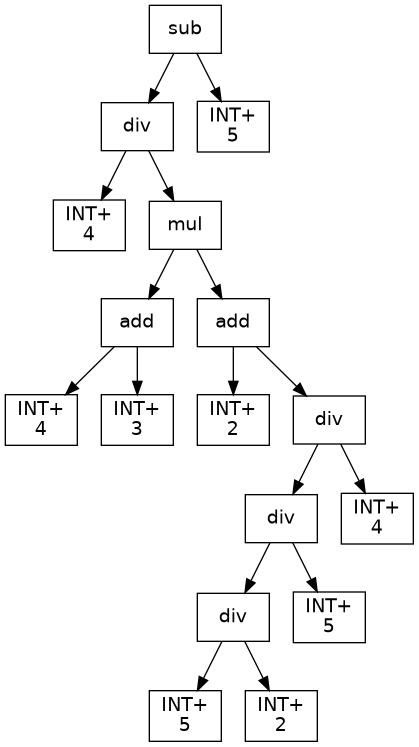 sub
div
INT+
5
INT+
4
mul
add
add
INT+
4
INT+
3
INT+
2
div
div
INT+
4
div
INT+
5
INT+
5
INT+
2